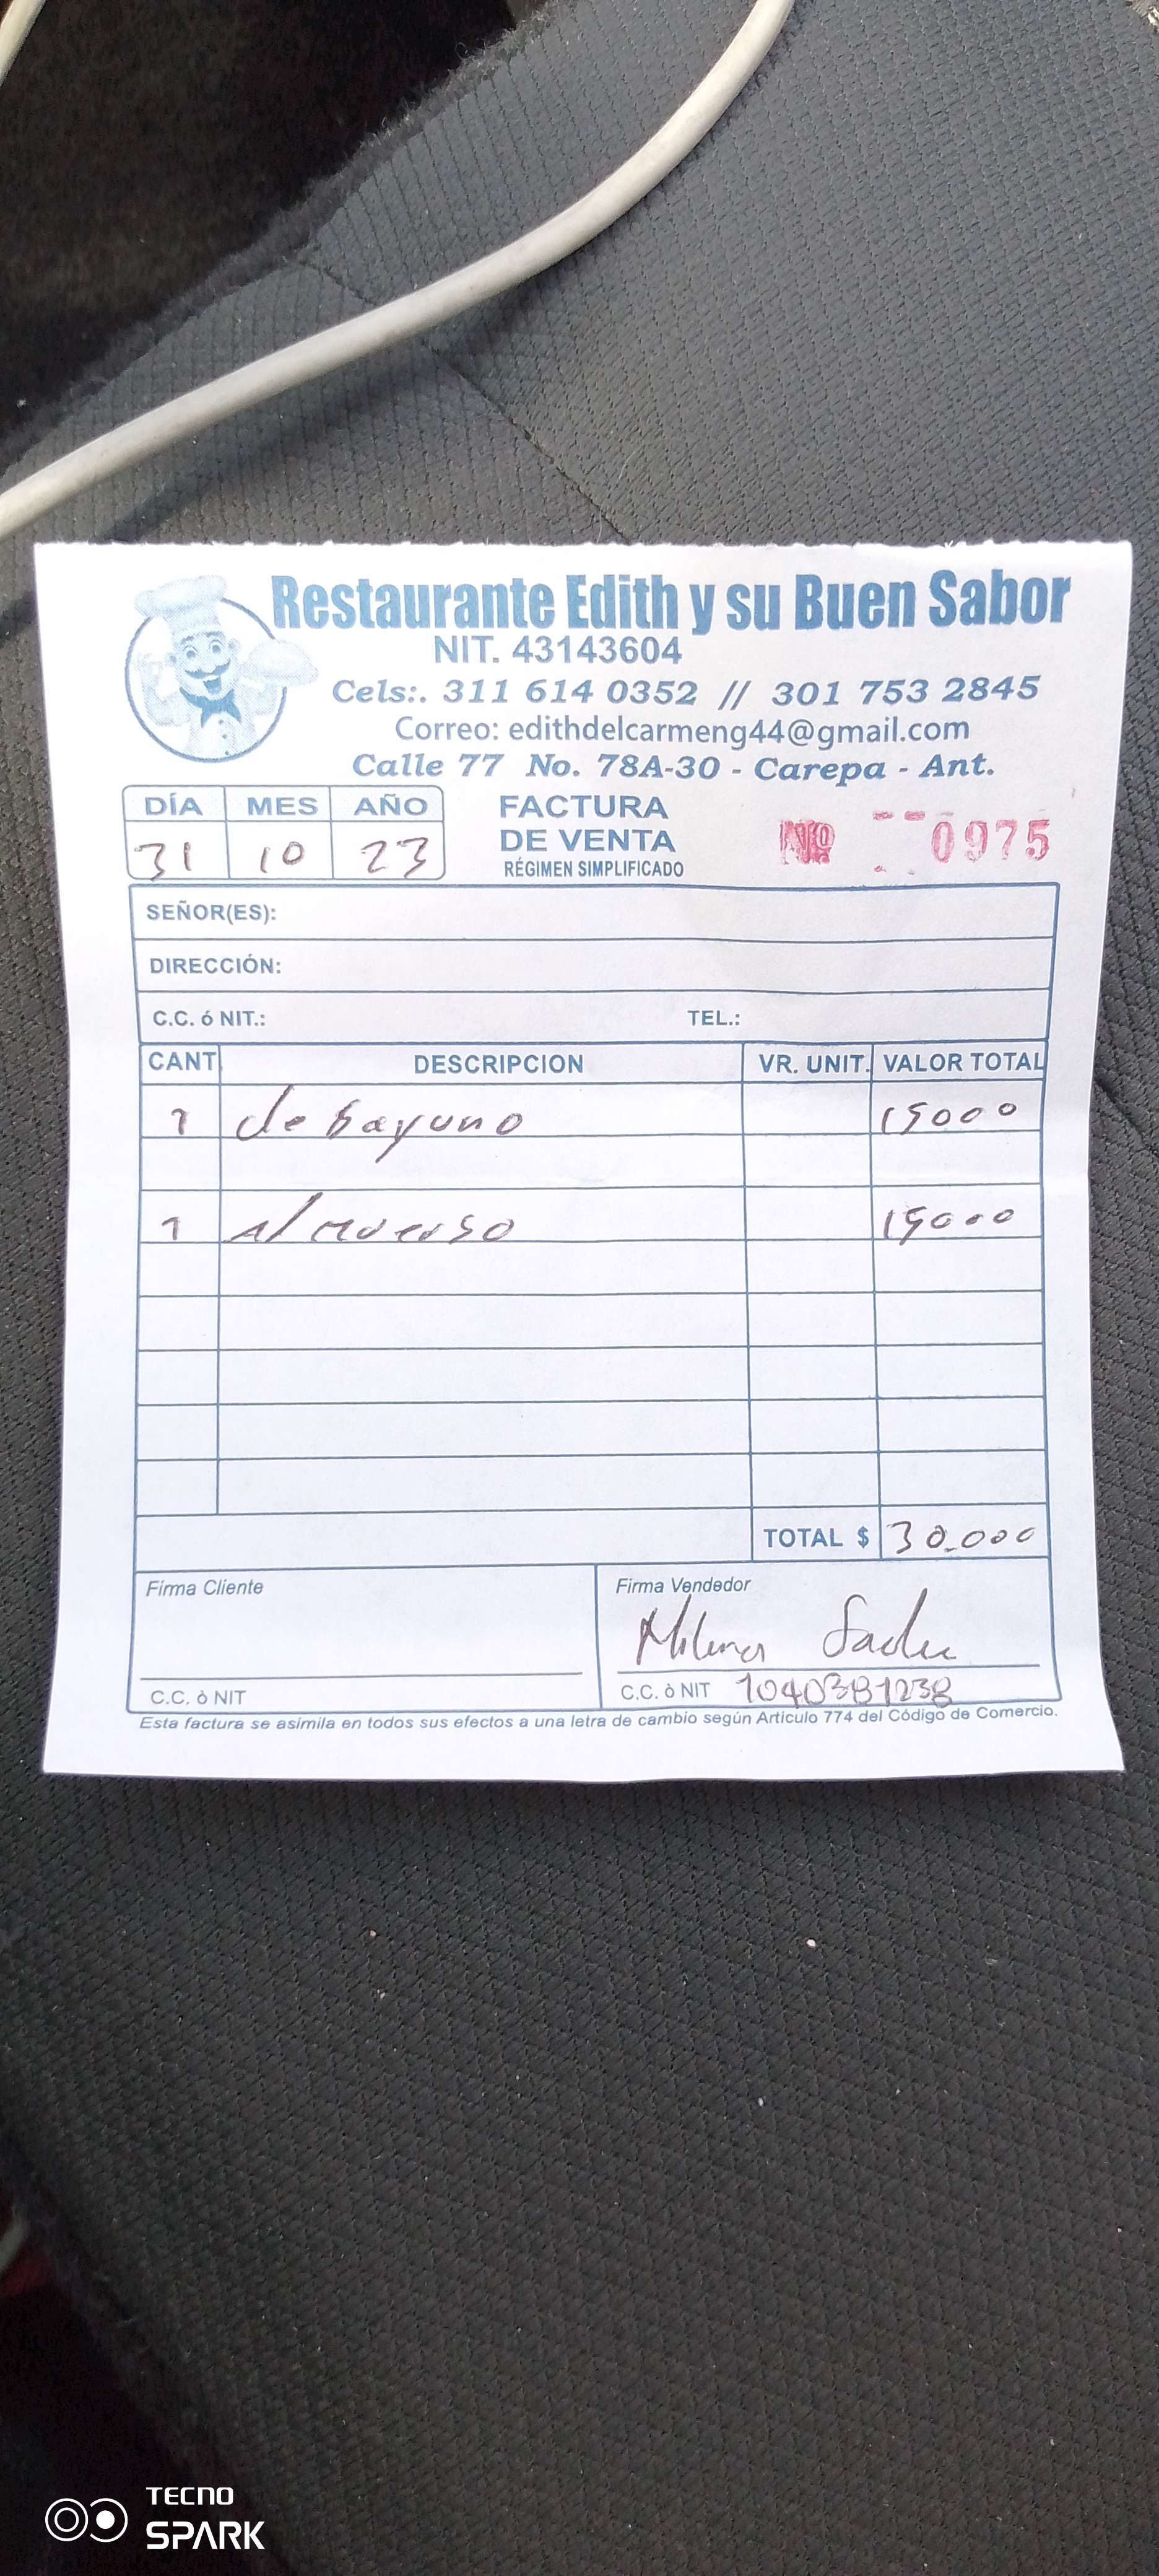 Restaurante Edith y su Buen Sabor
NIT. 43143604
Cels:. 311 614 0352 // 301 753 2845
Correo: edithdelcarmeng44@gmail.com
Calle 77 No. 78A-30 - Carepa - Ant.
DÍA MES AÑO
31 10 23
FACTURA
DE VENTA
RÉGIMEN SIMPLIFICADO
Nº 0975
SEÑOR(ES):
DIRECCIÓN:
C.C. ó NIT.: TEL.:
CANT DESCRIPCION VR. UNIT. VALOR TOTAL
1 desayuno 15000
1 Almuerso 15000
TOTAL $ 30.000
Firma Cliente
Firma Vendedor
Milena
C.C. ò NIT
C.C. ò NIT 1040381238
Esta factura se asimila en todos sus efectos a una letra de cambio según Articulo 774 del Código de Comercio.
TECNO
SPARK